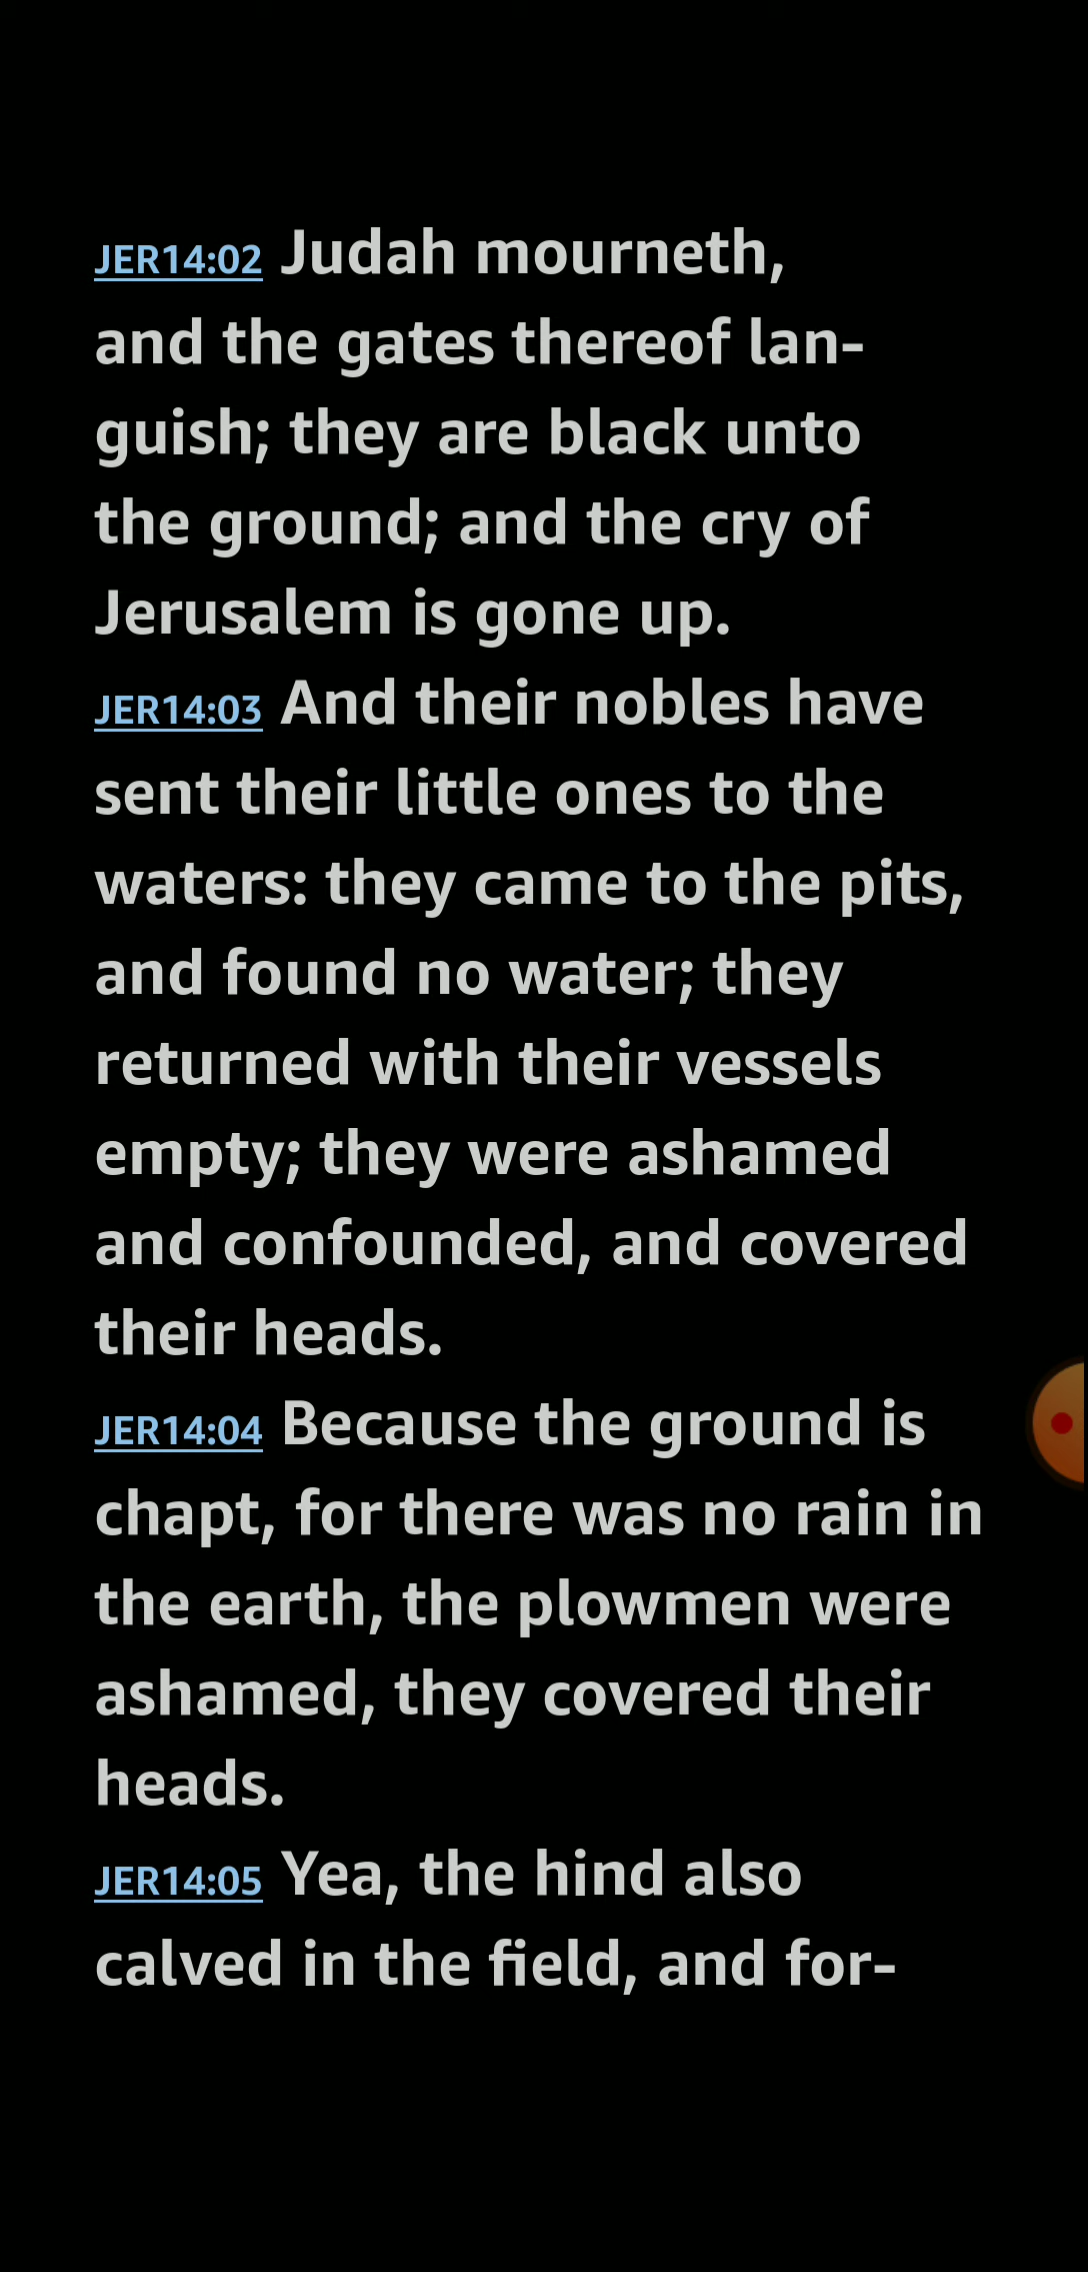 JER14:02 Judah mourneth,
and the gates thereof lan-
guish; they are black unto
the ground; and the cry of
Jerusalem is gone up.
JER14:03 And their nobles have
sent their little ones to the
waters: they came to the pits,
and found no water; they
returned with their vessels
empty; they were ashamed
and confounded, and covered
their heads.
JER14:04 Because the ground is
chapt, for there was no rain in
the earth, the plowmen were
ashamed, they covered their
heads.
JER14:05 Yea, the hind also
calved in the field, and for-